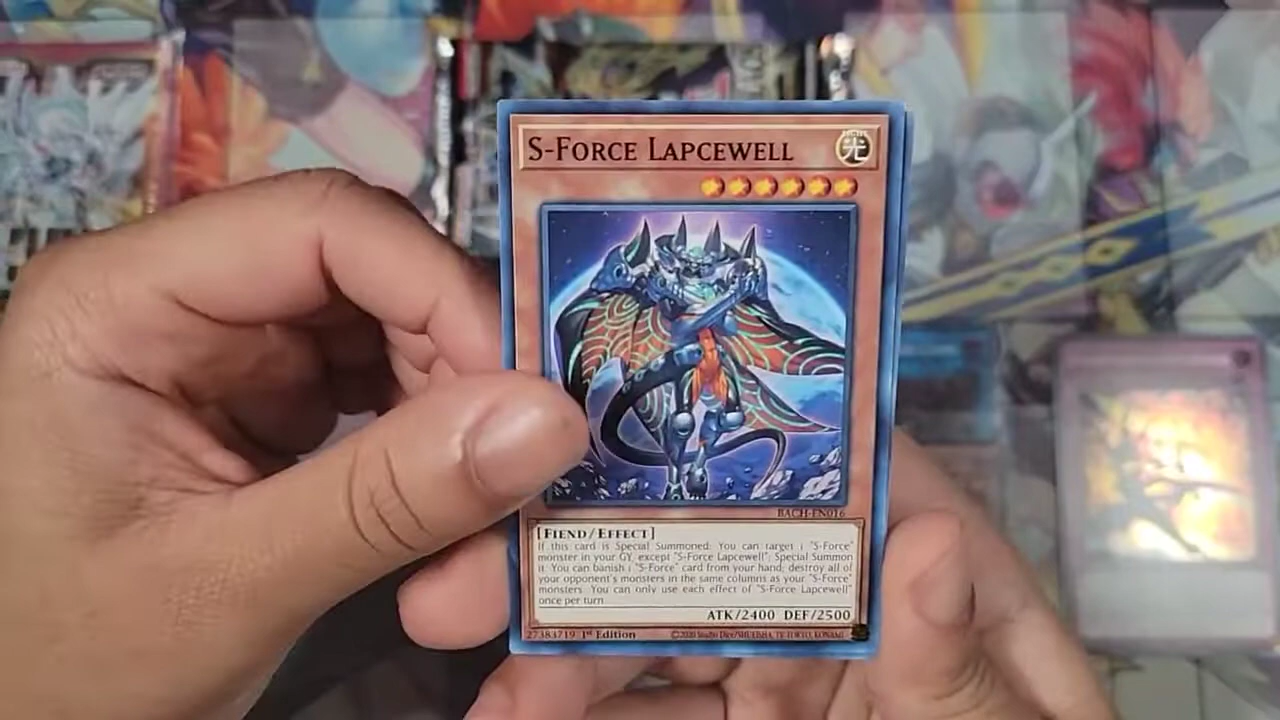 S-Force Lapcewell
LIGHT
光
BACH-EN016
[Fiend/Effect]
If this card is Special Summoned: You can target 1 "S-Force"
monster in your GY, except "S-Force Lapcewell"; Special Summon
it. You can banish 1 "S-Force" card from your hand; destroy all of
your opponent's monsters in the same columns as your "S-Force"
monsters. You can only use each effect of "S-Force Lapcewell"
once per turn.
ATK/2400 DEF/2500
27383719 1st Edition ©2020 Studio Dice/SHUEISHA, TV TOKYO, KONAMI